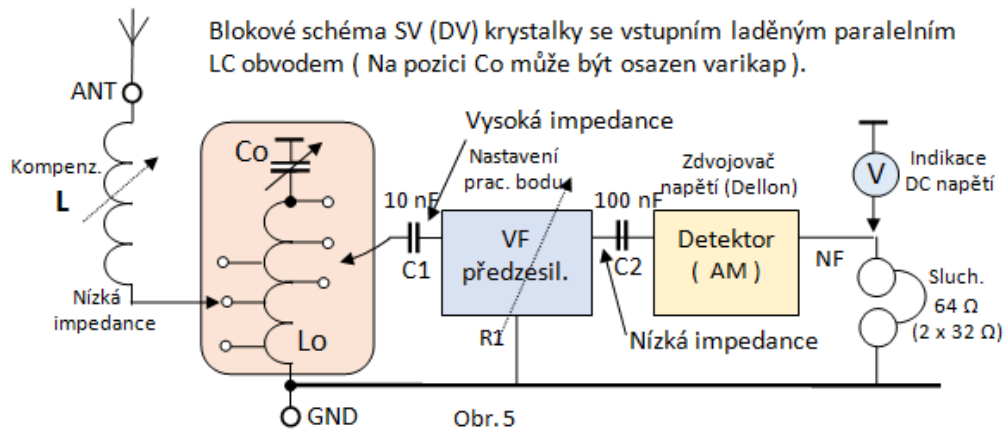 Blokové schéma SV (DV) krystalky se vstupním laděným paralelním
LC obvodem ( Na pozici Co může být osazen varikap ).
ANT
Kompenz.
L
Nízká
impedance
Co
Lo
GND
Vysoká impedance
10 nF
C1
Nastavení
prac. bodu
VF
předzesil.
R1
100 nF
C2
Nízká impedance
Zdvojovač
napětí (Dellon)
Detektor
( AM )
NF
V
Indikace
DC napětí
Sluch.
64 Ω
(2 x 32 Ω)
Obr. 5